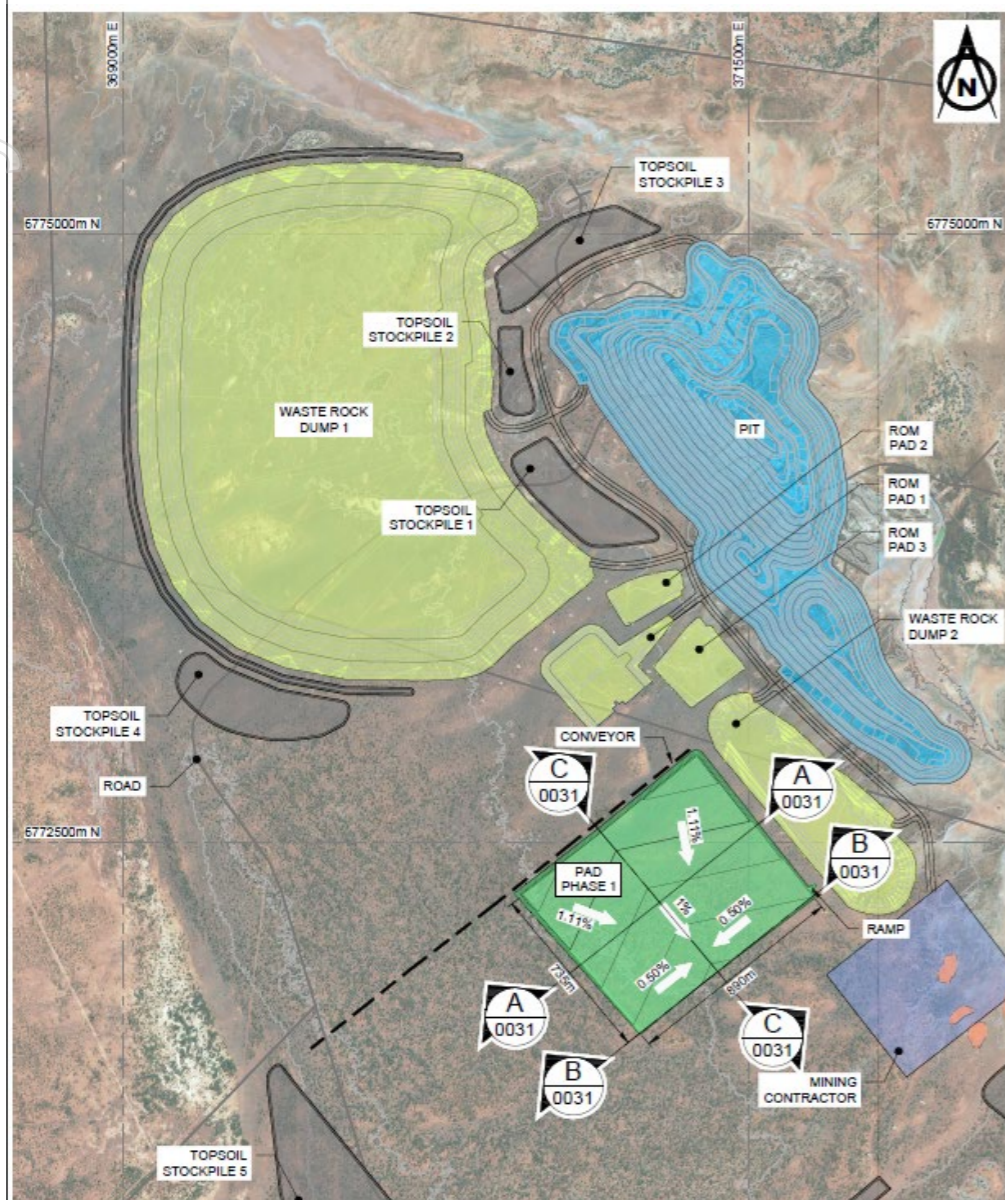 369000m E
371500m E
N
TOPSOIL
STOCKPILE 3
6775000m N
6775000m N
TOPSOIL
STOCKPILE 2
WASTE ROCK
DUMP 1
PIT
ROM
PAD 2
ROM
PAD 1
TOPSOIL
STOCKPILE 1
ROM
PAD 3
WASTE ROCK
DUMP 2
TOPSOIL
STOCKPILE 4
CONVEYOR
ROAD
C
0031
A
0031
6772500m N
1.11%
B
0031
PAD
PHASE 1
1.11%
1%
0.50%
RAMP
0.50%
735m
890m
A
0031
C
0031
B
0031
MINING
CONTRACTOR
TOPSOIL
STOCKPILE 5